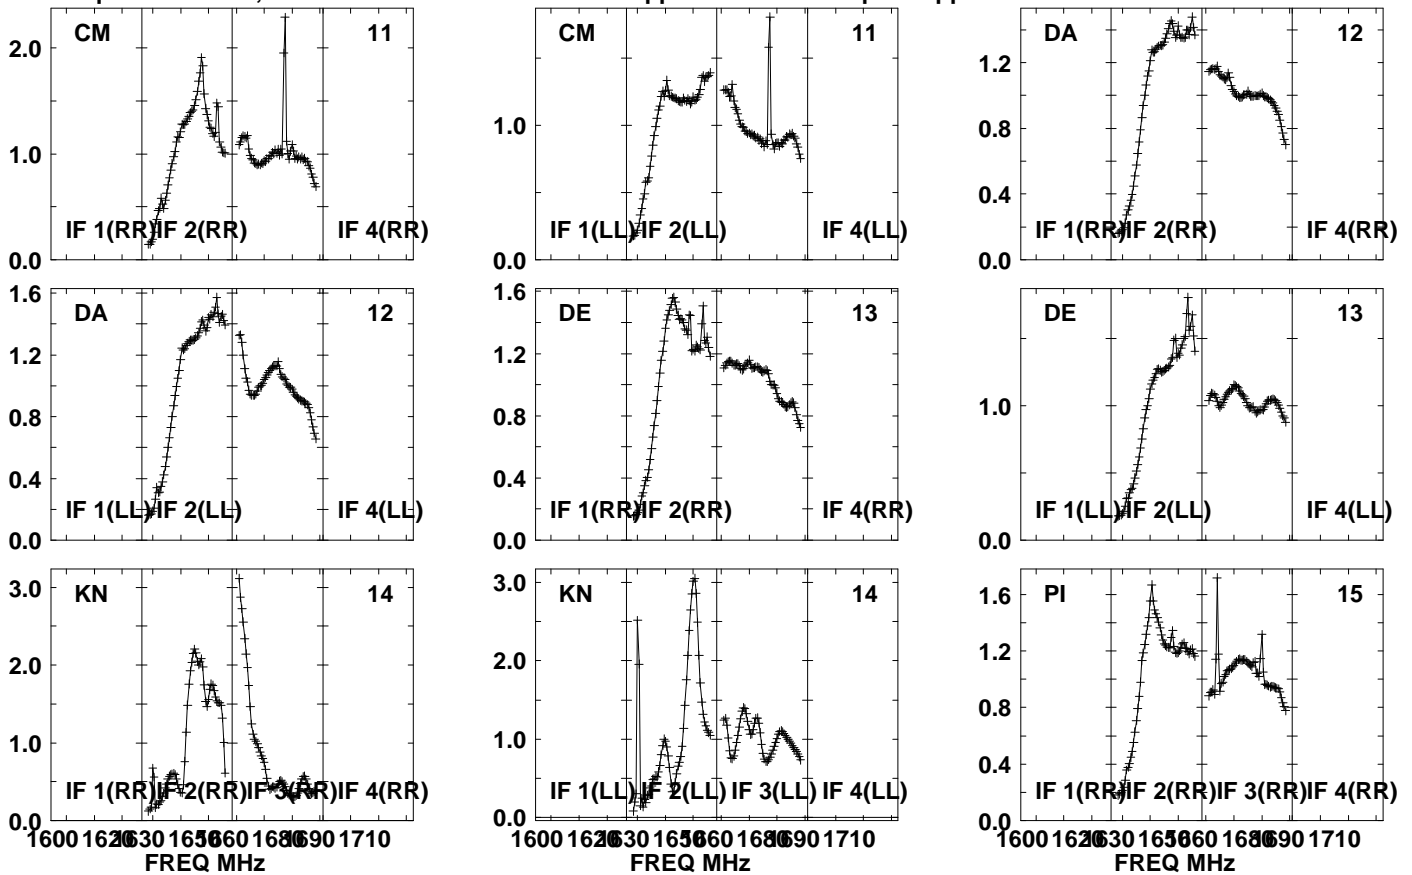 CM 11
2.0
1.0
0.0
IF 1(RR) IF 2(RR) IF 4(RR)
CM 11
1.0
0.0
IF 1(LL) IF 2(LL) IF 4(LL)
DA 12
1.2
0.8
0.4
0.0
IF 1(RR) IF 2(RR) IF 4(RR)
DA 12
1.6
1.2
0.8
0.4
0.0
IF 1(LL) IF 2(LL) IF 4(LL)
DE 13
1.6
1.2
0.8
0.4
0.0
IF 1(RR) IF 2(RR) IF 4(RR)
DE 13
1.0
0.0
IF 1(LL) IF 2(LL) IF 4(LL)
KN 14
3.0
2.0
1.0
0.0
IF 1(RR) IF 2(RR) IF 3(RR) IF 4(RR)
1600 1620 1630 1650 1660 1680 1690 1710
FREQ MHz
KN 14
3.0
2.0
1.0
0.0
IF 1(LL) IF 2(LL) IF 3(LL) IF 4(LL)
1600 1620 1630 1650 1660 1680 1690 1710
PI 15
1.6
1.2
0.8
0.4
0.0
IF 1(RR) IF 2(RR) IF 3(RR) IF 4(RR)
1600 1620 1630 1650 1660 1680 1690 1710
FREQ MHz